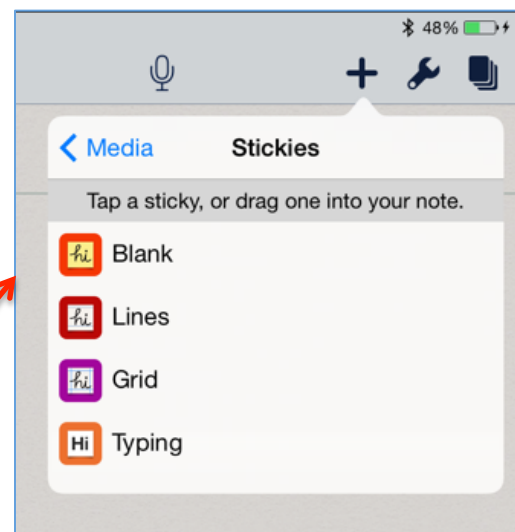 48%
Media Stickies
Tap a sticky, or drag one into your note.
hi Blank
hi Lines
hi Grid
Hi Typing